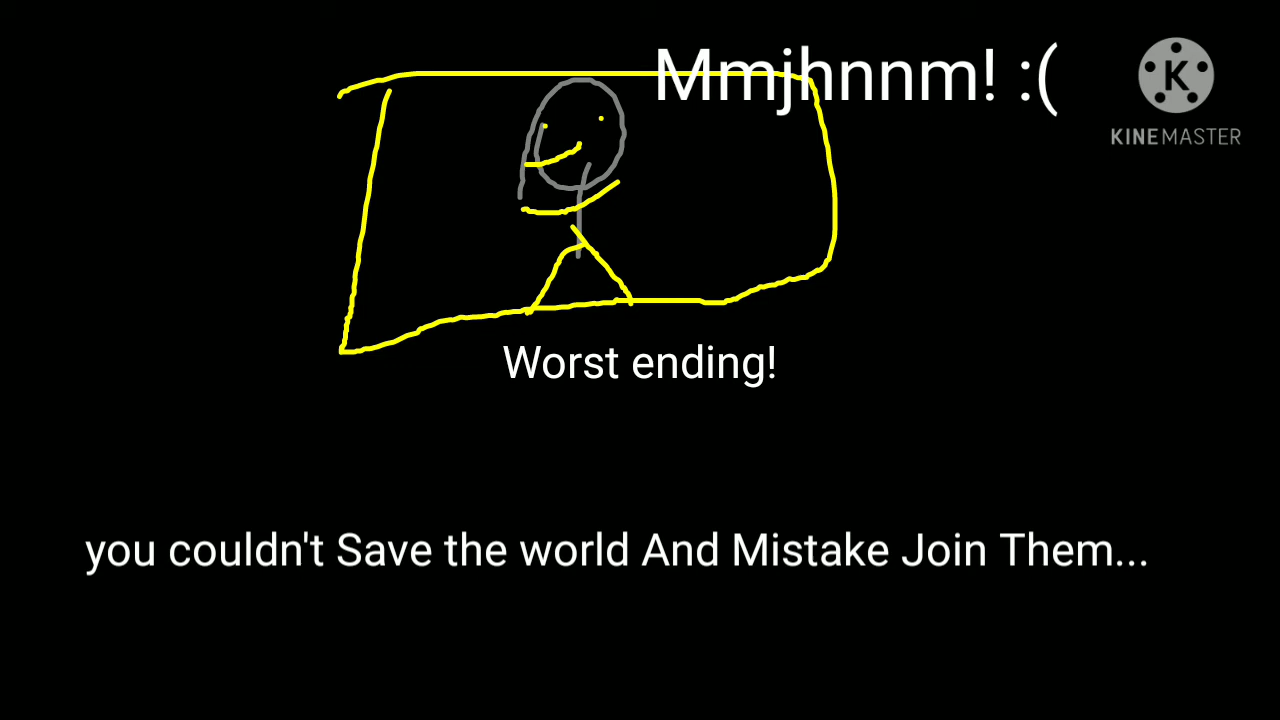 Mmjhnnm! :(
KINEMASTER
Worst ending!
you couldn't Save the world And Mistake Join Them...